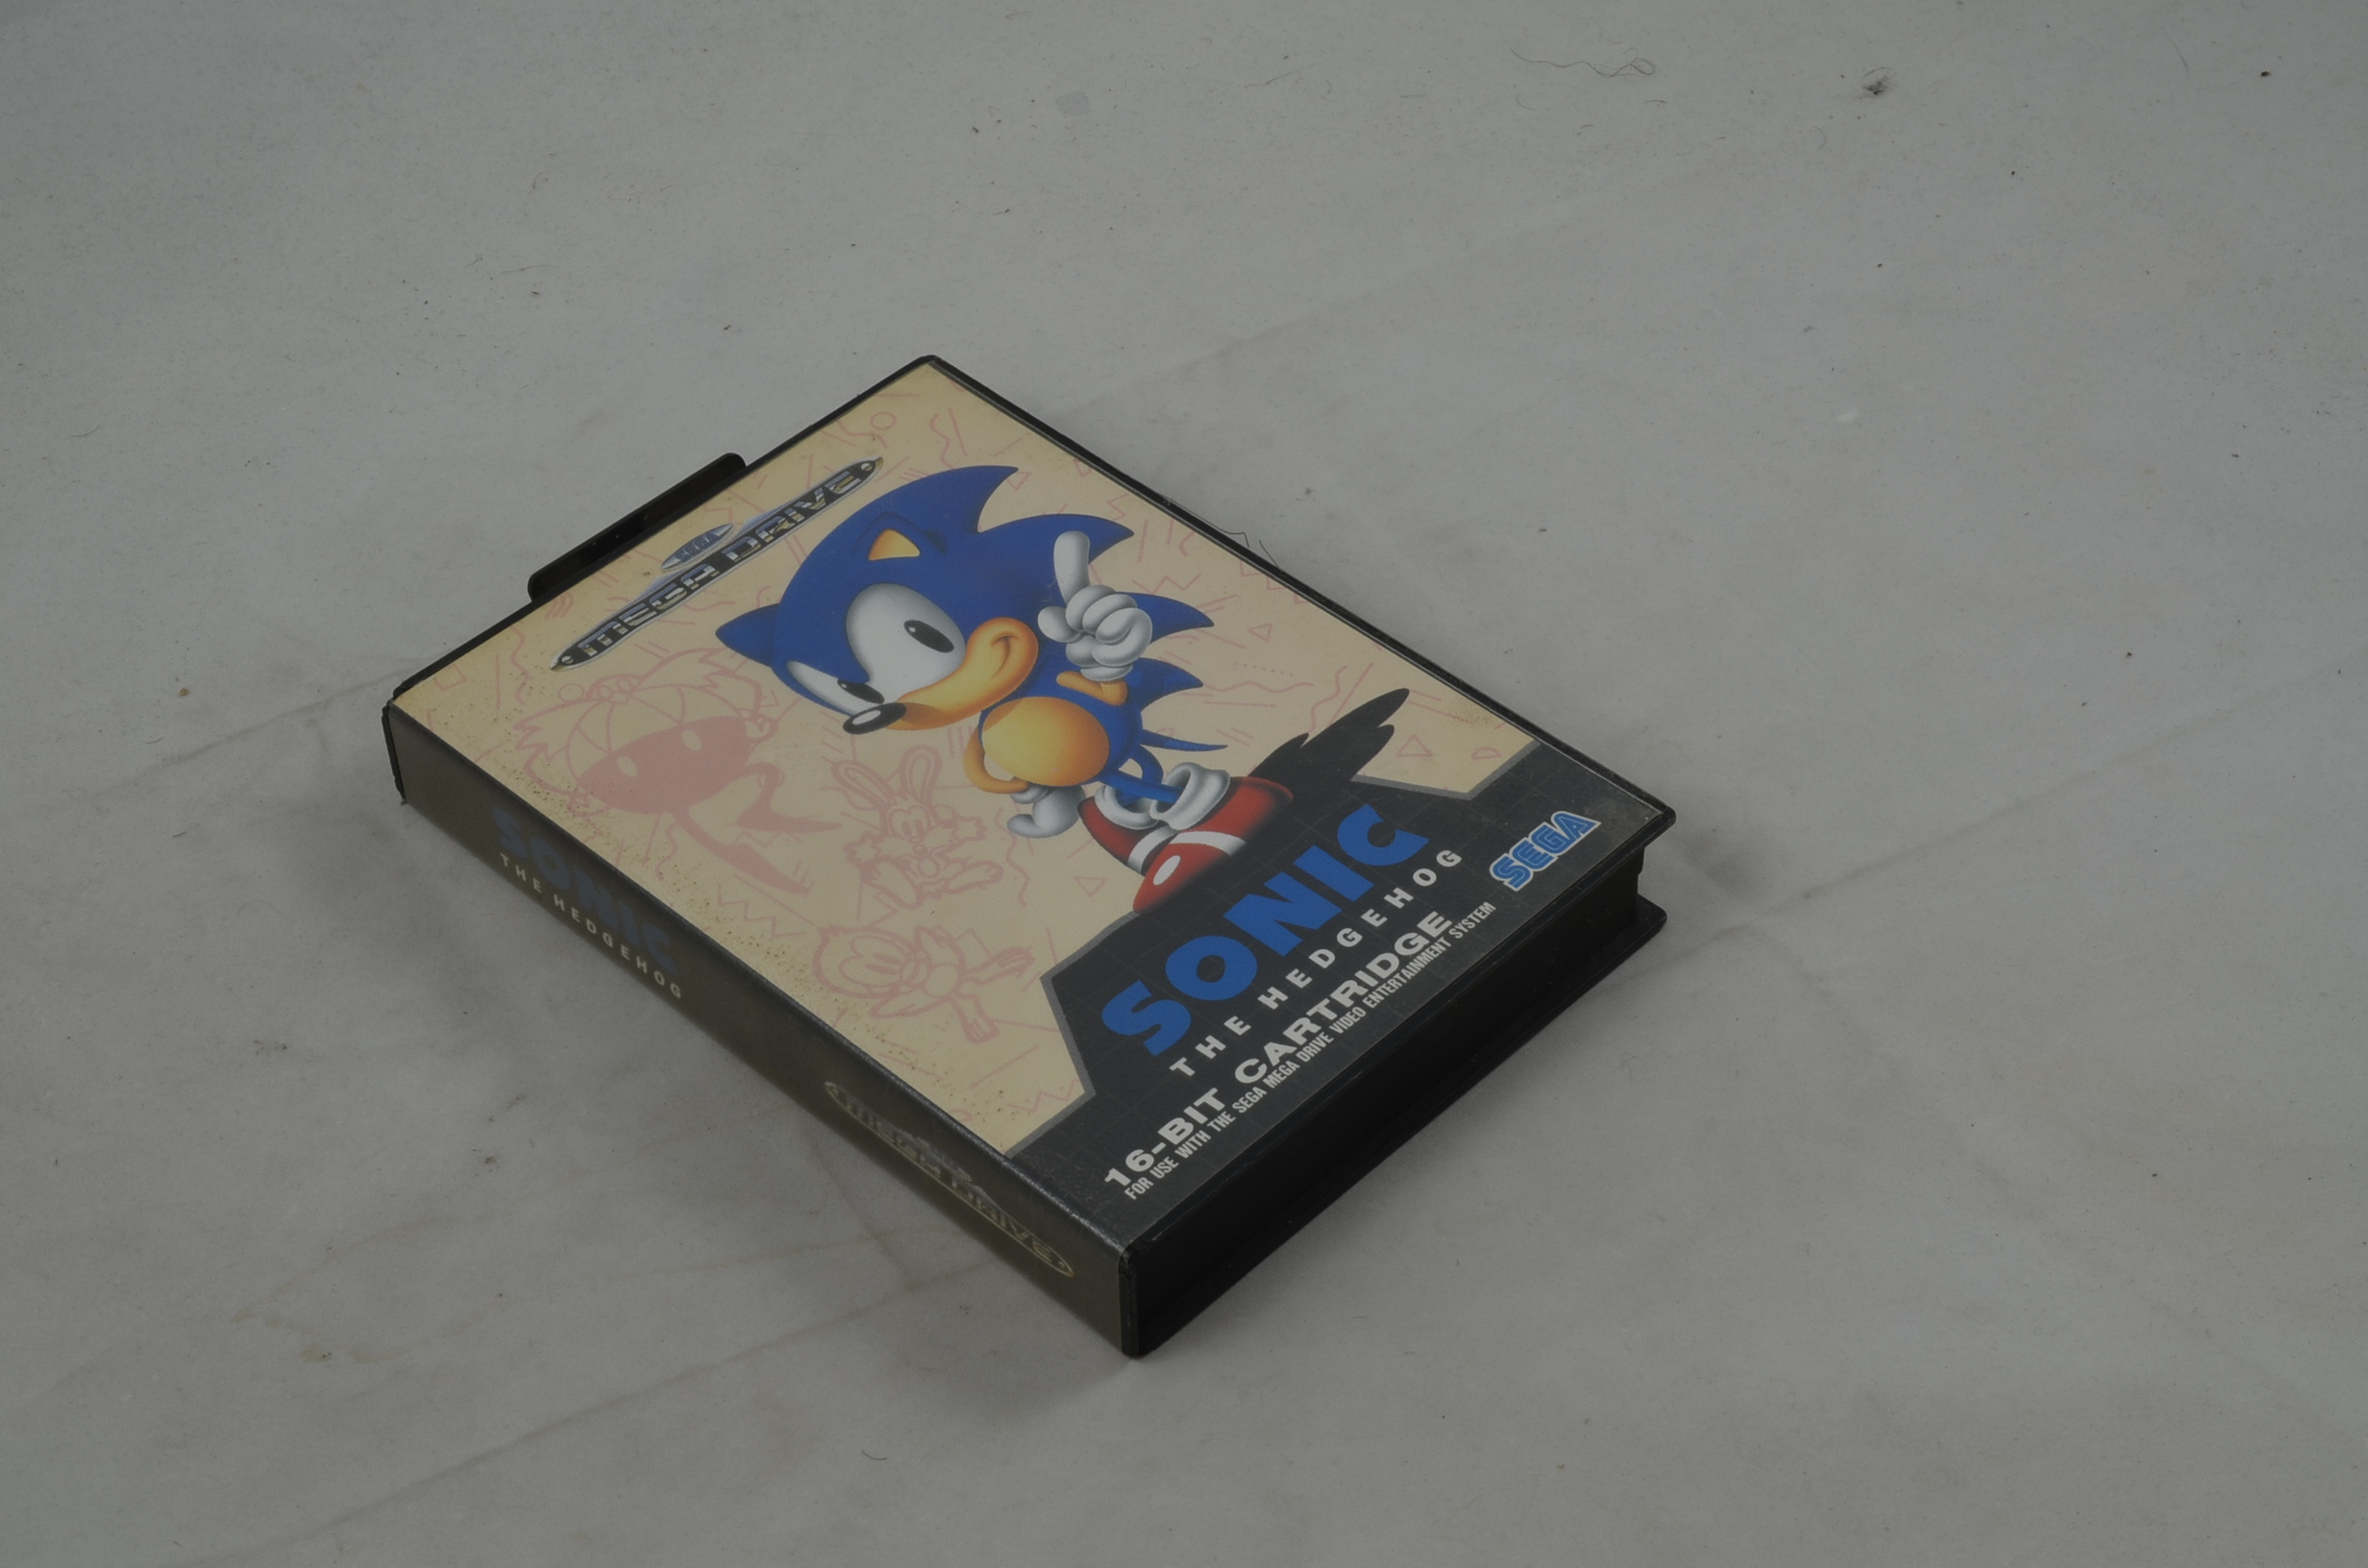 SEGA
MEGA DRIVE
SONIC
THE HEDGEHOG
16-BIT CARTRIDGE
FOR USE WITH THE SEGA MEGA DRIVE VIDEO ENTERTAINMENT SYSTEM
SEGA
SONIC
THE HEDGEHOG
MEGA DRIVE